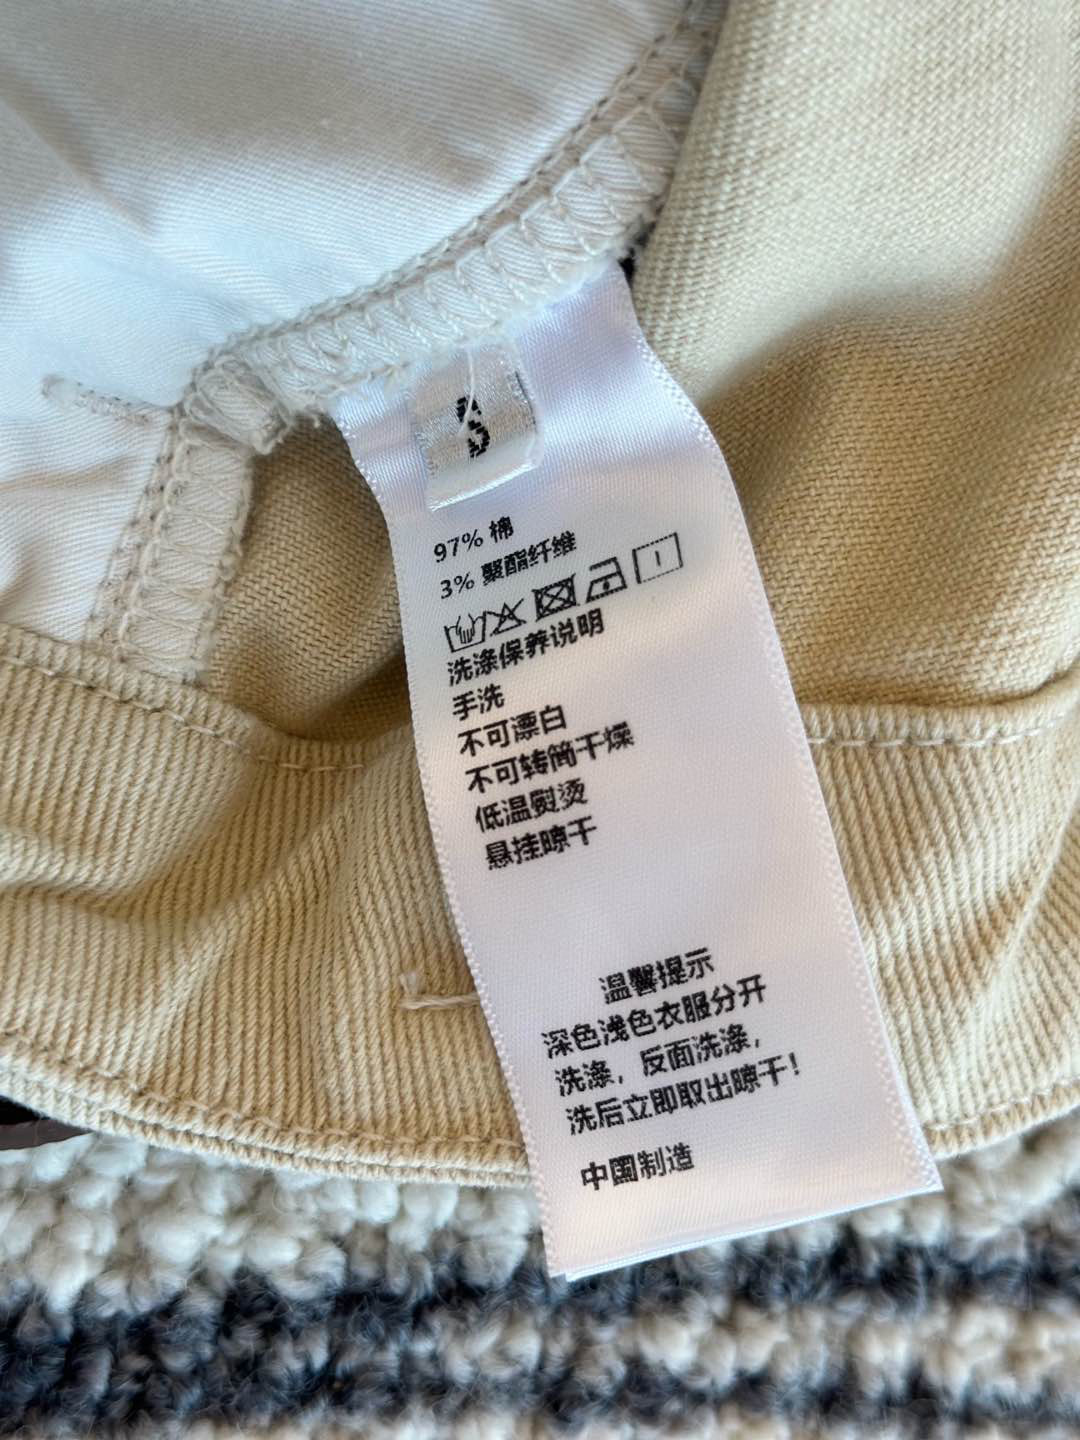 S
97% 棉
3% 聚酯纤维
洗涤保养说明
手洗
不可漂白
不可转筒干燥
低温熨烫
悬挂晾干
温馨提示
深色浅色衣服分开
洗涤，反面洗涤，
洗后立即取出晾干！
中国制造